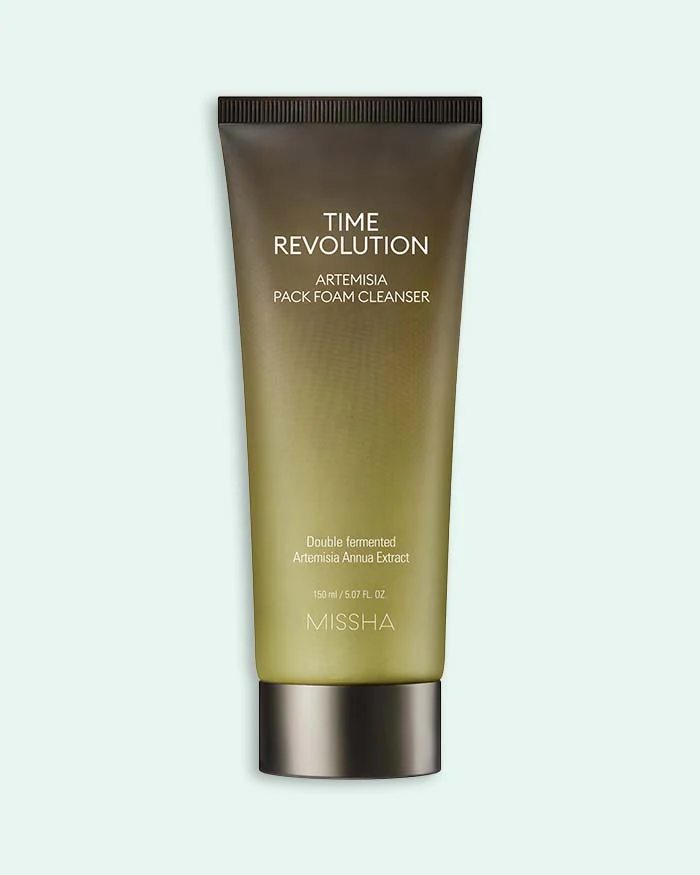 TIME
REVOLUTION
ARTEMISIA
PACK FOAM CLEANSER
Double fermented
Artemisia Annua Extract
150 ml / 5.07 FL. OZ.
MISSHA